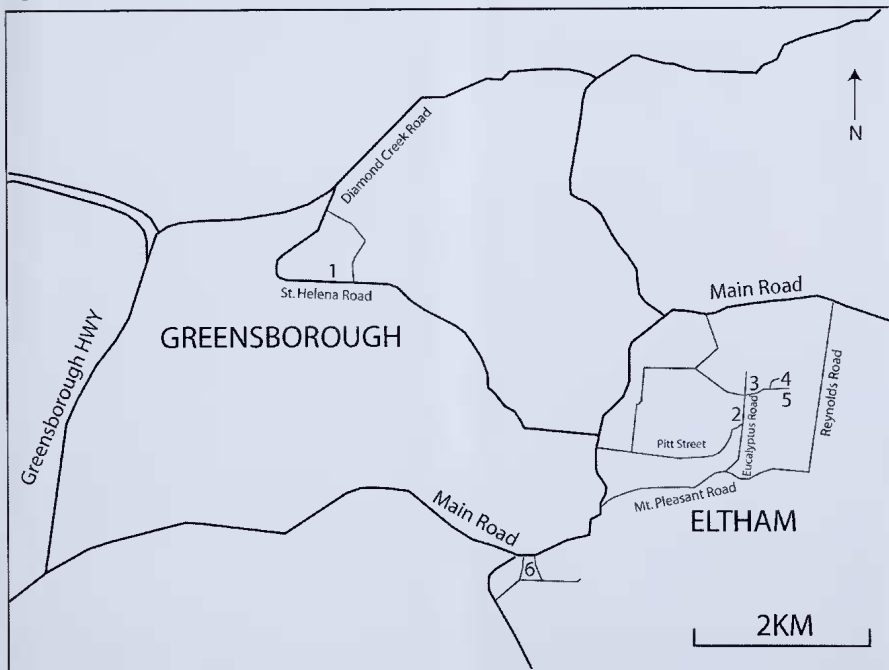 N
Diamond Creek Road
1
St. Helena Road
GREENSBOROUGH
Greensborough HWY
Main Road
3
4
5
2
Eucalyptus Road
Reynolds Road
Pitt Street
Mt. Pleasant Road
ELTHAM
Main Road
6
2KM